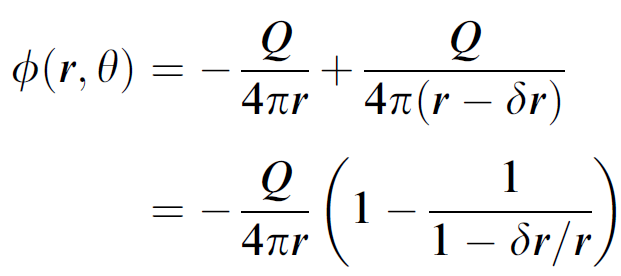 ϕ(r, θ) = − Q/4πr + Q/4π(r − δr)
= − Q/4πr (1 − 1/1 − δr/r)